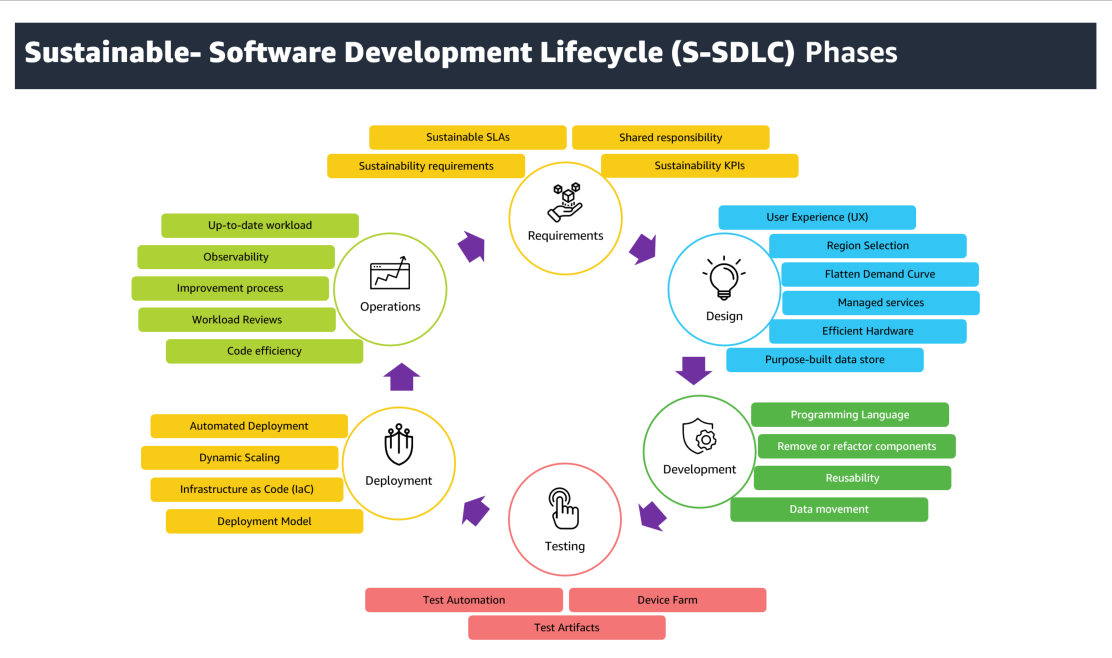 Sustainable- Software Development Lifecycle (S-SDLC) Phases
Sustainable SLAs
Shared responsibility
Sustainability requirements
Sustainability KPIs
Requirements
User Experience (UX)
Region Selection
Flatten Demand Curve
Managed services
Efficient Hardware
Purpose-built data store
Design
Programming Language
Remove or refactor components
Reusability
Data movement
Development
Testing
Test Automation
Device Farm
Test Artifacts
Automated Deployment
Dynamic Scaling
Infrastructure as Code (IaC)
Deployment Model
Deployment
Up-to-date workload
Observability
Improvement process
Workload Reviews
Code efficiency
Operations